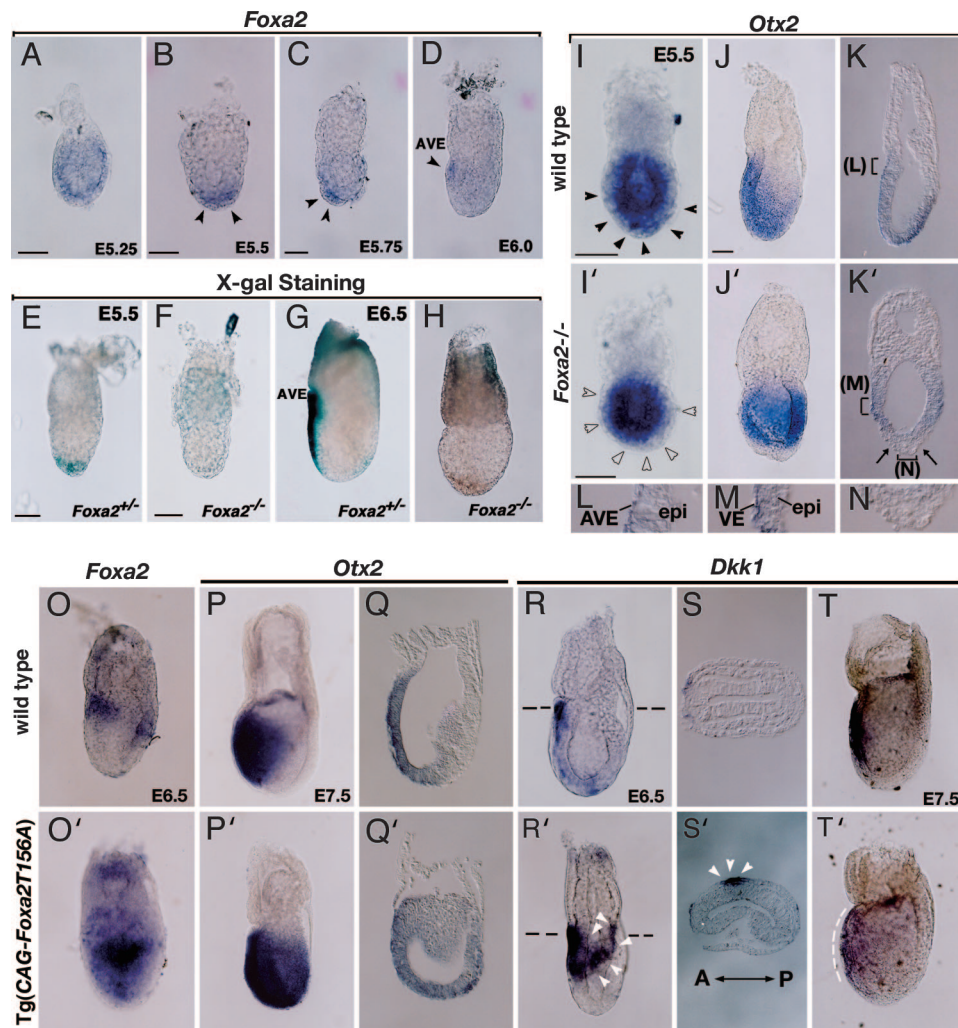 Foxa2
A
B
C
D
AVE
E5.25
E5.5
E5.75
E6.0
X-gal Staining
E
E5.5
F
G
E6.5
H
AVE
Foxa2+/-
Foxa2-/-
Foxa2+/-
Foxa2-/-
Otx2
wild type
I
E5.5
J
K
(L)
Foxa2-/-
I'
J'
K'
(M)
(N)
L
AVE
epi
M
VE
epi
N
Foxa2
Otx2
Dkk1
wild type
O
P
Q
R
S
T
E6.5
E7.5
E6.5
E7.5
Tg(CAG-Foxa2T156A)
O'
P'
Q'
R'
S'
T'
A
P